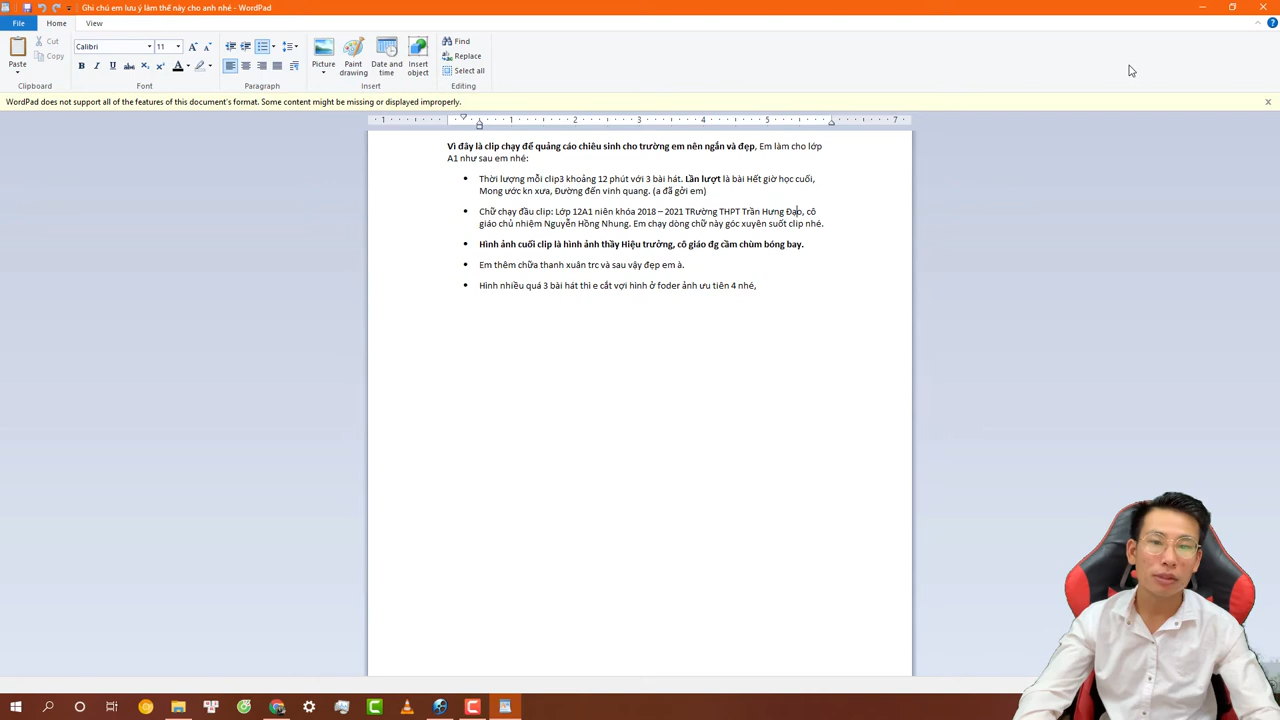 Ghi chú em lưu ý làm thế này cho anh nhé - WordPad
File Home View
Paste
Cut
Copy
Clipboard
Calibri 11
Font
Paragraph
Picture
Paint drawing
Date and time
Insert object
Insert
Find
Replace
Select all
Editing
WordPad does not support all of the features of this document's format. Some content might be missing or displayed improperly.
1 1 2 3 4 5 7
Vì đây là clip chạy để quảng cáo chiêu sinh cho trường em nên ngắn và đẹp, Em làm cho lớp
A1 như sau em nhé:
Thời lượng mỗi clip3 khoảng 12 phút với 3 bài hát. Lần lượt là bài Hết giờ học cuối,
Mong ước kn xưa, Đường đến vinh quang. (a đã gởi em)
Chữ chạy đầu clip: Lớp 12A1 niên khóa 2018 – 2021 TRường THPT Trần Hưng Đạo, cô
giáo chủ nhiệm Nguyễn Hồng Nhung. Em chạy dòng chữ này góc xuyên suốt clip nhé.
Hình ảnh cuối clip là hình ảnh thầy Hiệu trưởng, cô giáo đg cầm chùm bóng bay.
Em thêm chữa thanh xuân trc và sau vậy đẹp em à.
Hình nhiều quá 3 bài hát thì e cắt vợi hình ở foder ảnh ưu tiên 4 nhé,